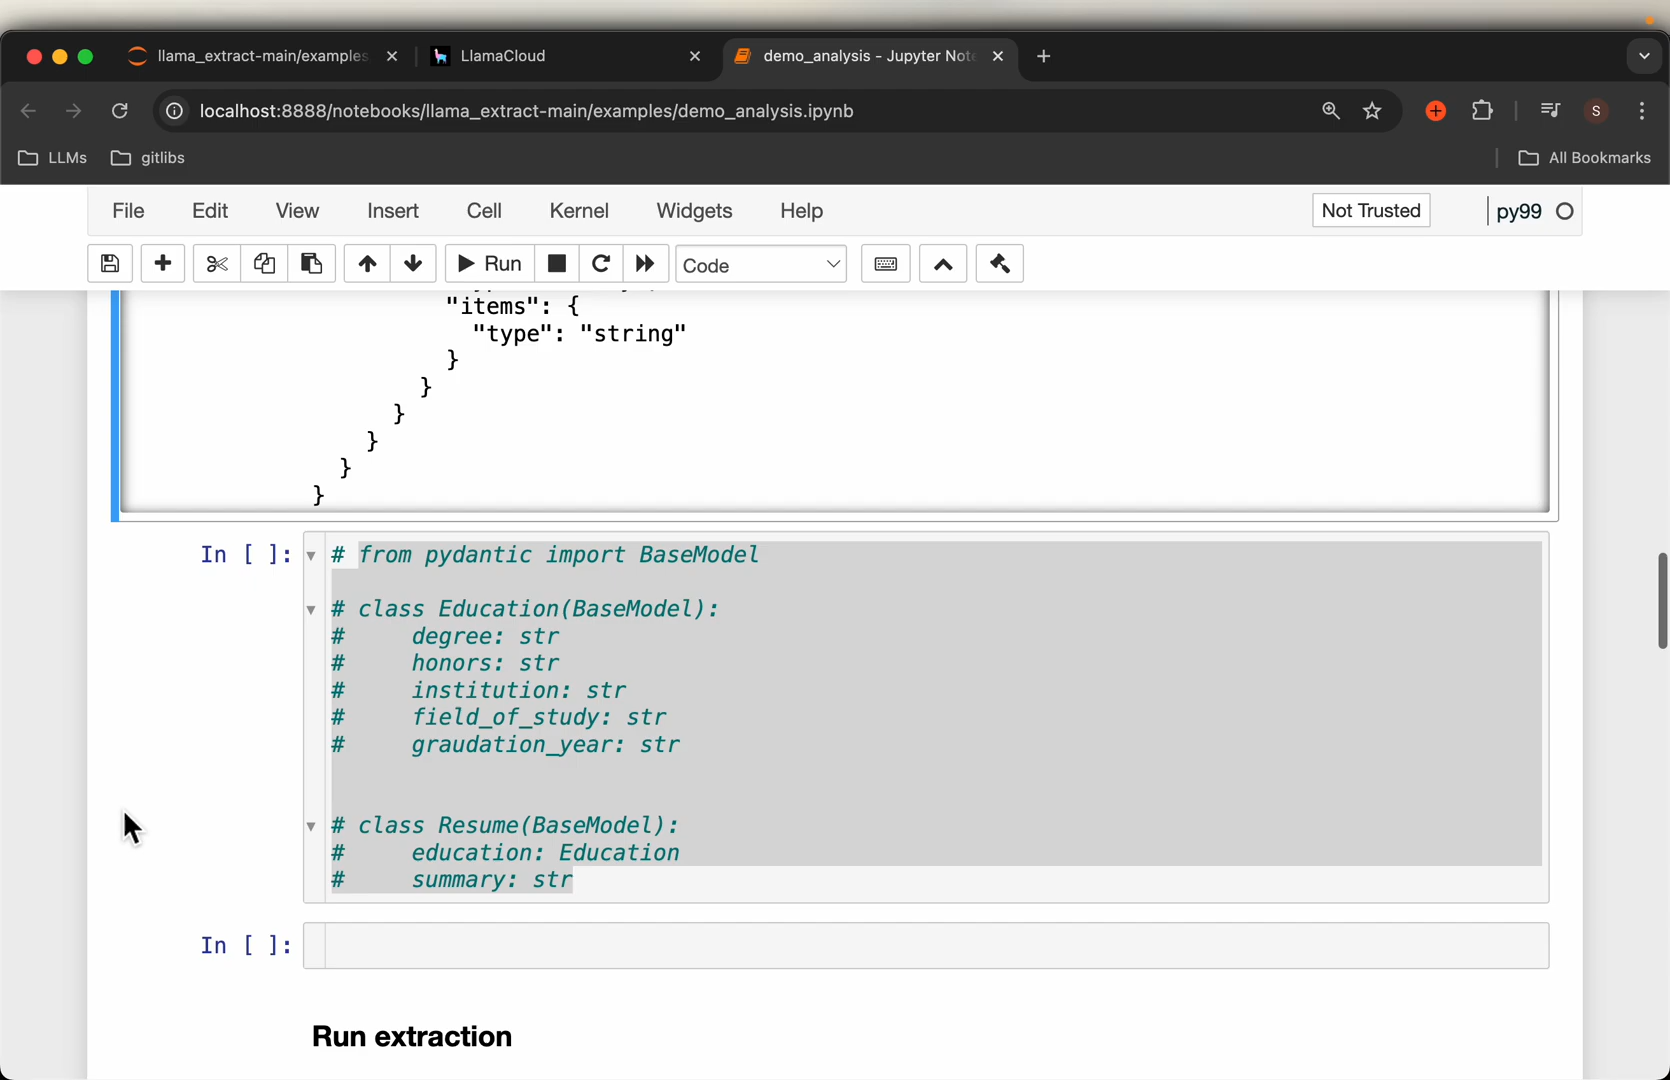 llama_extract-main/examples
LlamaCloud
demo_analysis - Jupyter Note
localhost:8888/notebooks/llama_extract-main/examples/demo_analysis.ipynb
S
LLMs
gitlibs
All Bookmarks
File Edit View Insert Cell Kernel Widgets Help
Not Trusted
py99
Run
Code
"items": {
"type": "string"
}
}
}
}
}
}
In [ ]:
# from pydantic import BaseModel
# class Education(BaseModel):
#     degree: str
#     honors: str
#     institution: str
#     field_of_study: str
#     graudation_year: str
# class Resume(BaseModel):
#     education: Education
#     summary: str
In [ ]:
Run extraction